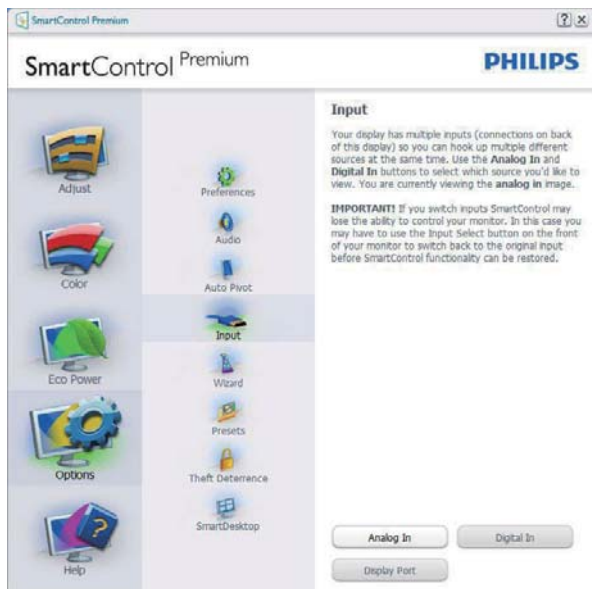 SmartControl Premium
SmartControl Premium
PHILIPS
Adjust
Color
Eco Power
Options
Help
Preferences
Audio
Auto Pivot
Input
Wizard
Presets
Theft Deterrence
SmartDesktop
Input
Your display has multiple inputs (connections on back
of this display) so you can hook up multiple different
sources at the same time. Use the Analog In and
Digital In buttons to select which source you'd like to
view. You are currently viewing the analog in image.
IMPORTANT! If you switch inputs SmartControl may
lose the ability to control your monitor. In this case you
may have to use the Input Select button on the front
of your monitor to switch back to the original input
before SmartControl functionality can be restored.
Analog In
Digital In
Display Port